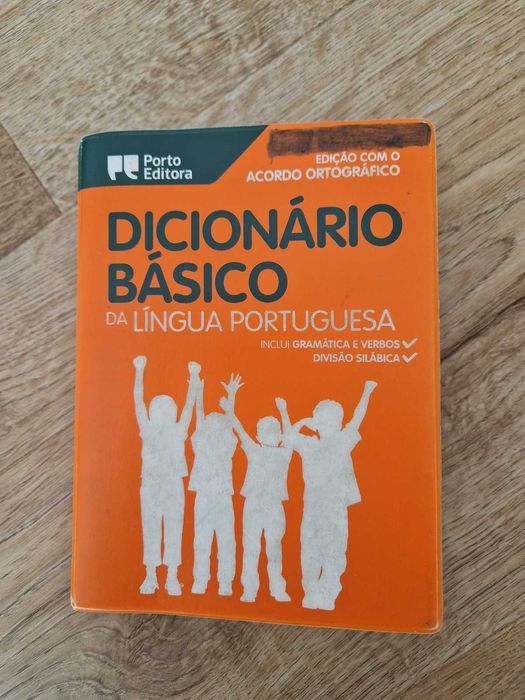 Porto
Editora
EDIÇÃO COM O
ACORDO ORTOGRÁFICO
DICIONÁRIO
BÁSICO
DA LÍNGUA PORTUGUESA
INCLUI GRAMÁTICA E VERBOS
DIVISÃO SILÁBICA